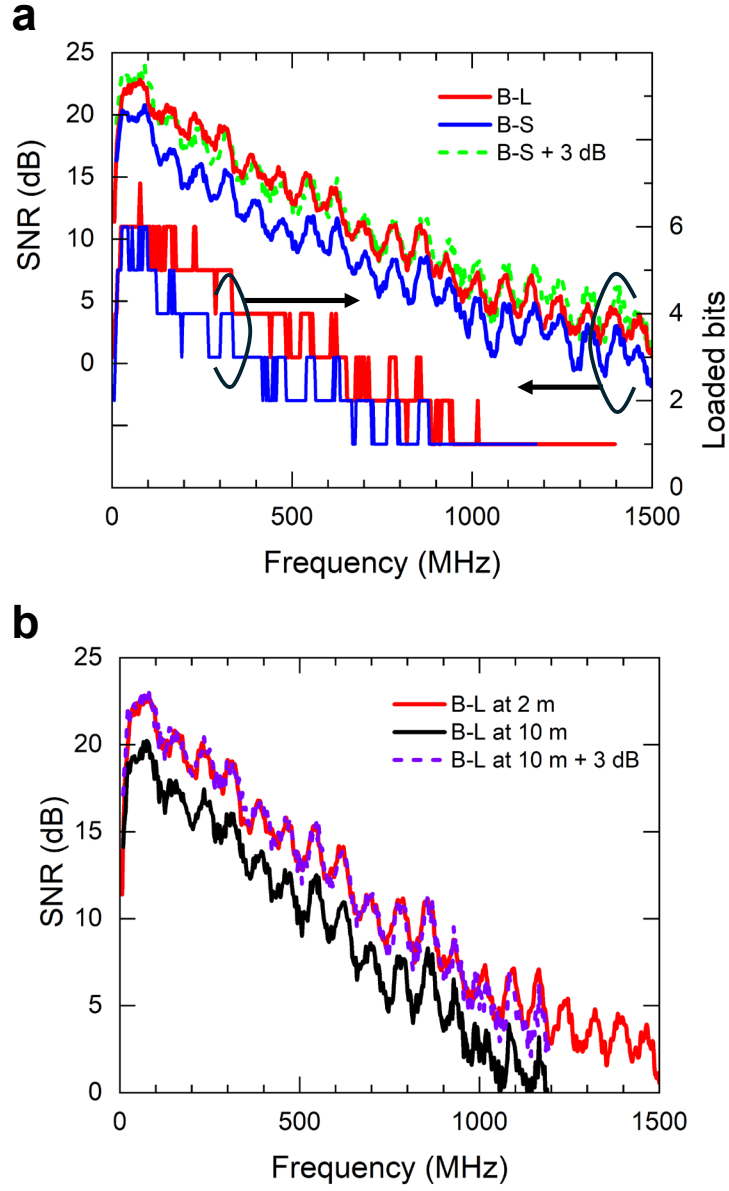 a
25
20
15
10
5
0
SNR (dB)
B-L
B-S
B-S + 3 dB
6
4
2
0
Loaded bits
0
500
1000
1500
Frequency (MHz)
b
25
20
15
10
5
0
SNR (dB)
B-L at 2 m
B-L at 10 m
B-L at 10 m + 3 dB
0
500
1000
1500
Frequency (MHz)